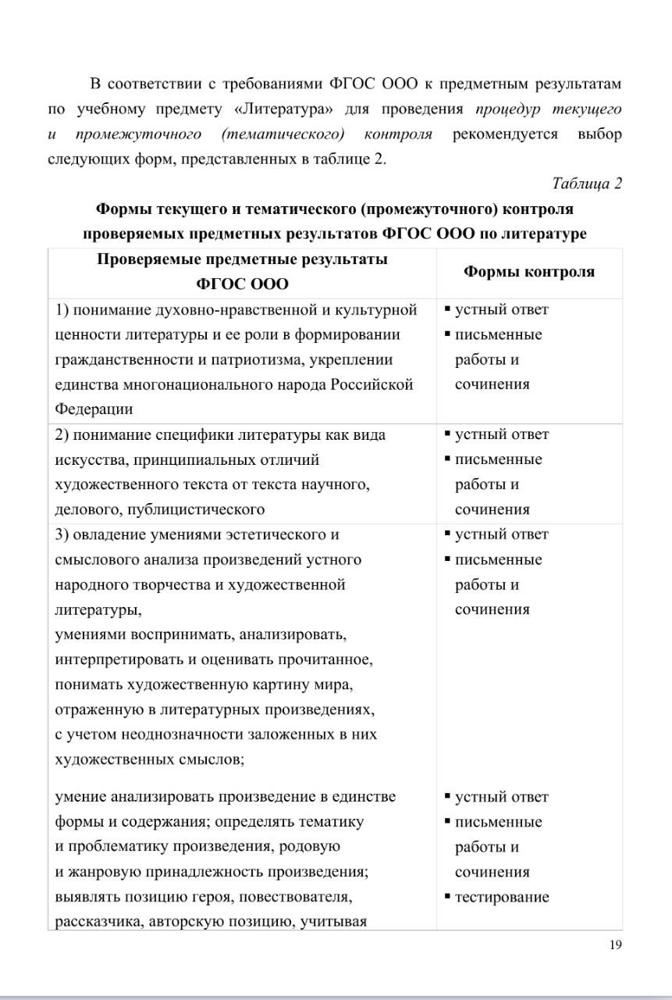 В соответствии с требованиями ФГОС ООО к предметным результатам
по учебному предмету «Литература» для проведения процедур текущего
и промежуточного (тематического) контроля рекомендуется выбор
следующих форм, представленных в таблице 2.
Таблица 2
Формы текущего и тематического (промежуточного) контроля
проверяемых предметных результатов ФГОС ООО по литературе
Проверяемые предметные результаты
ФГОС ООО
Формы контроля
1) понимание духовно-нравственной и культурной
ценности литературы и ее роли в формировании
гражданственности и патриотизма, укреплении
единства многонационального народа Российской
Федерации
▪ устный ответ
▪ письменные
работы и
сочинения
2) понимание специфики литературы как вида
искусства, принципиальных отличий
художественного текста от текста научного,
делового, публицистического
▪ устный ответ
▪ письменные
работы и
сочинения
3) овладение умениями эстетического и
смыслового анализа произведений устного
народного творчества и художественной
литературы,
умениями воспринимать, анализировать,
интерпретировать и оценивать прочитанное,
понимать художественную картину мира,
отраженную в литературных произведениях,
с учетом неоднозначности заложенных в них
художественных смыслов;
▪ устный ответ
▪ письменные
работы и
сочинения
умение анализировать произведение в единстве
формы и содержания; определять тематику
и проблематику произведения, родовую
и жанровую принадлежность произведения;
выявлять позицию героя, повествователя,
рассказчика, авторскую позицию, учитывая
▪ устный ответ
▪ письменные
работы и
сочинения
▪ тестирование
19